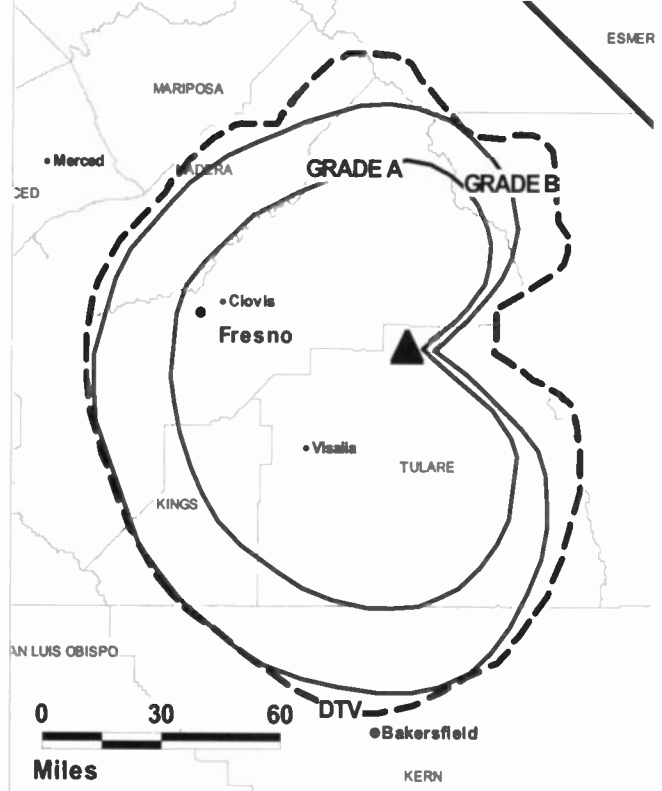 ESMER
MARIPOSA
Merced
MADERA
GRADE A
GRADE B
CED
Clovis
Fresno
Visalia
TULARE
KINGS
AN LUIS OBISPO
0 30 60
DTV
Bakersfield
Miles
KERN